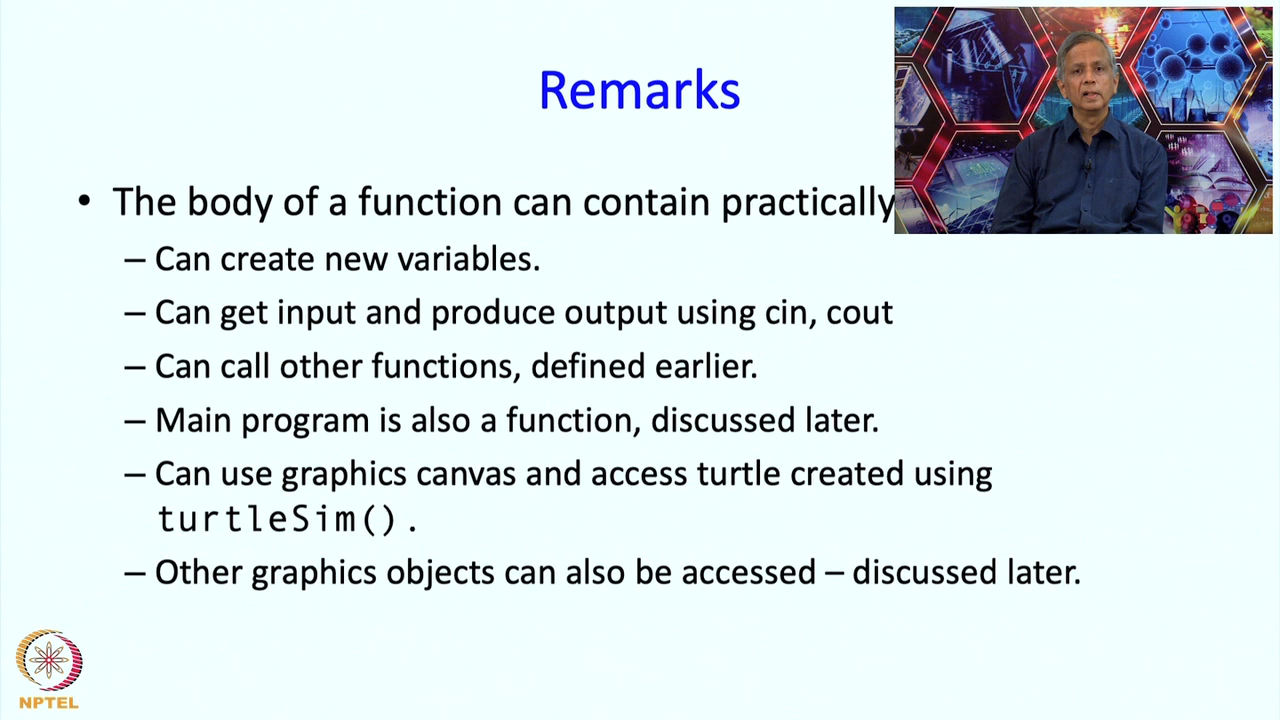 Remarks
• The body of a function can contain practically
– Can create new variables.
– Can get input and produce output using cin, cout
– Can call other functions, defined earlier.
– Main program is also a function, discussed later.
– Can use graphics canvas and access turtle created using
turtleSim().
– Other graphics objects can also be accessed – discussed later.
NPTEL